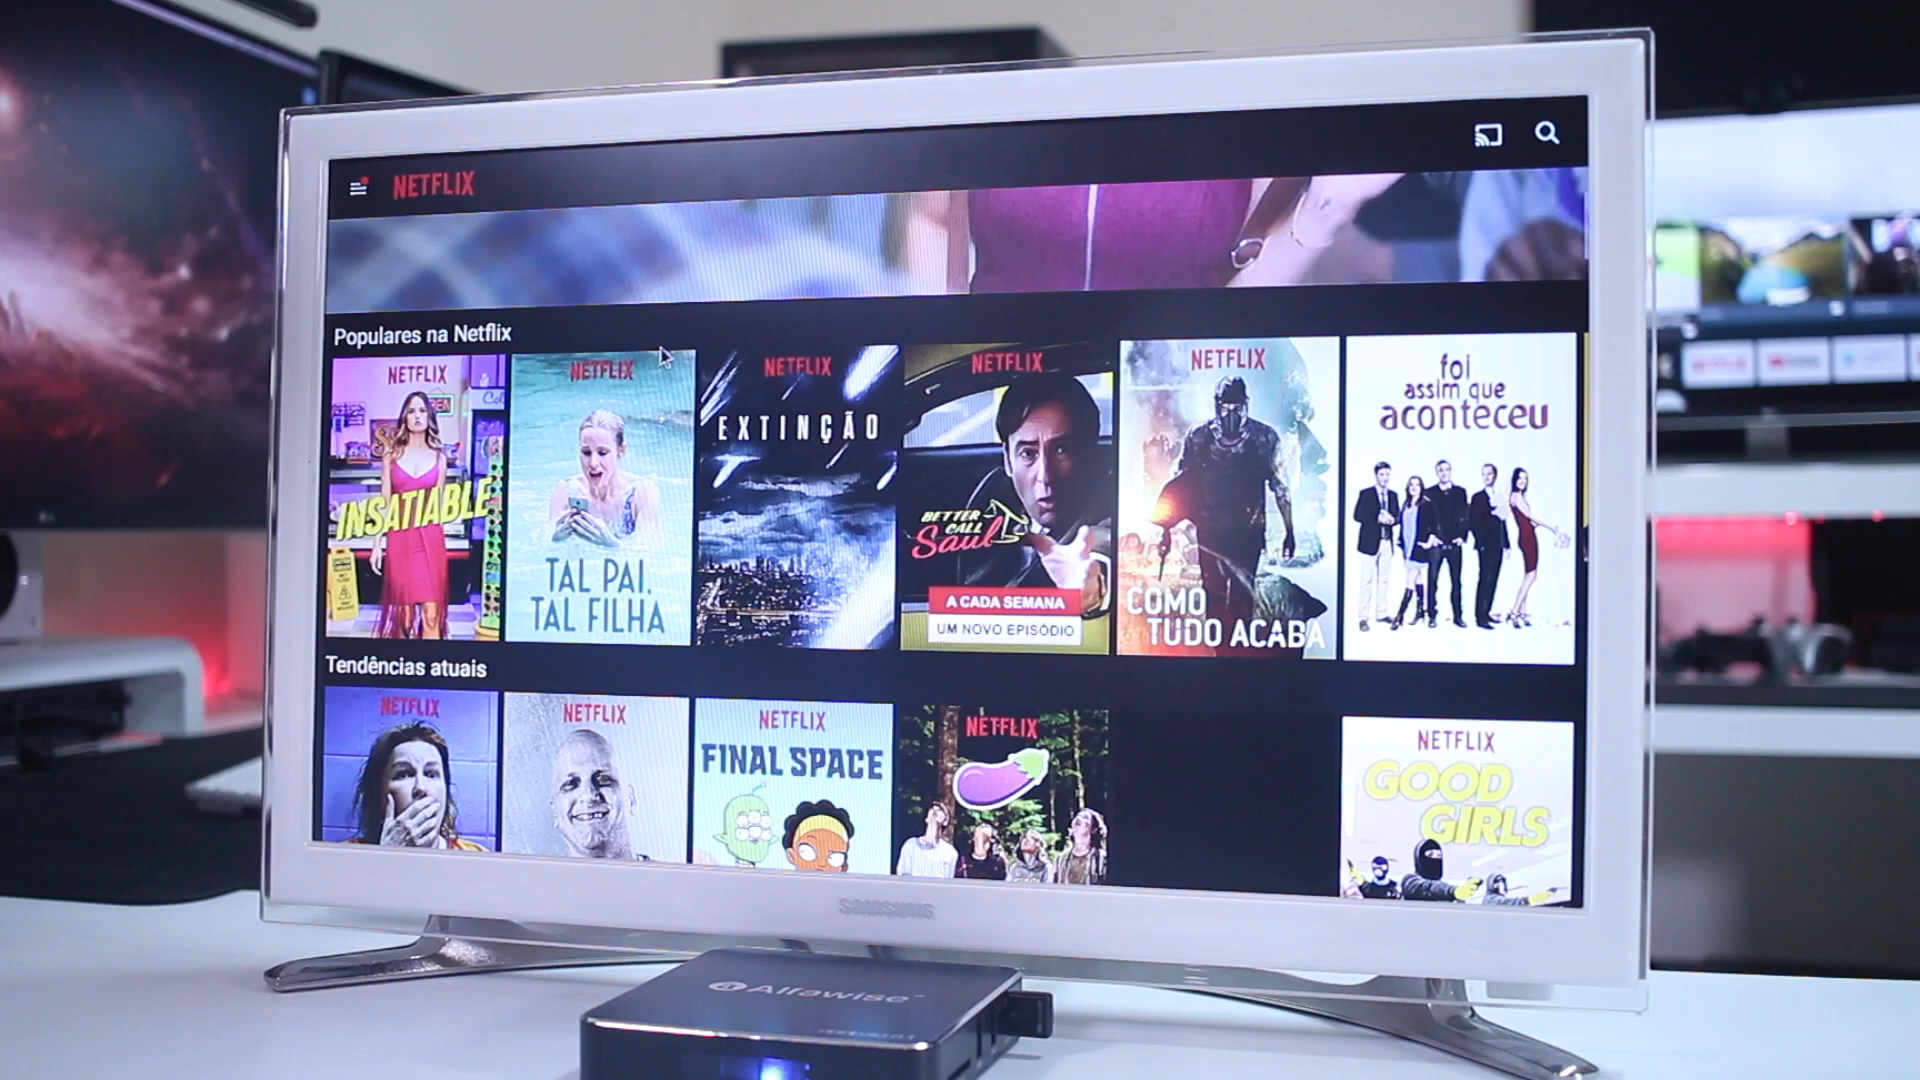 NETFLIX
Populares na Netflix
NETFLIX
INSATIABLE
NETFLIX
TAL PAI,
TAL FILHA
NETFLIX
EXTINÇÃO
NETFLIX
BETTER
CALL
Saul
A CADA SEMANA
UM NOVO EPISÓDIO
NETFLIX
COMO
TUDO ACABA
foi
assim que
aconteceu
Tendências atuais
NETFLIX
NETFLIX
NETFLIX
FINAL SPACE
NETFLIX
NETFLIX
GOOD
GIRLS
SAMSUNG
Alfawise